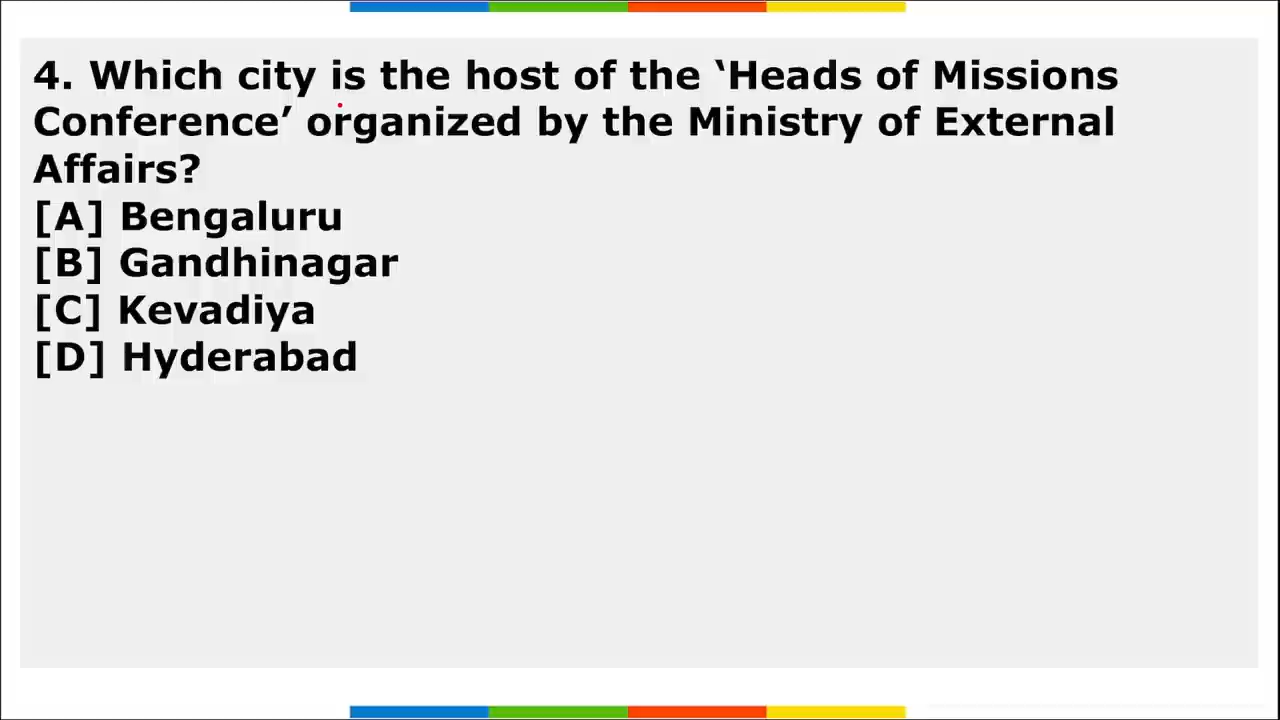 4. Which city is the host of the ‘Heads of Missions
Conference’ organized by the Ministry of External
Affairs?
[A] Bengaluru
[B] Gandhinagar
[C] Kevadiya
[D] Hyderabad